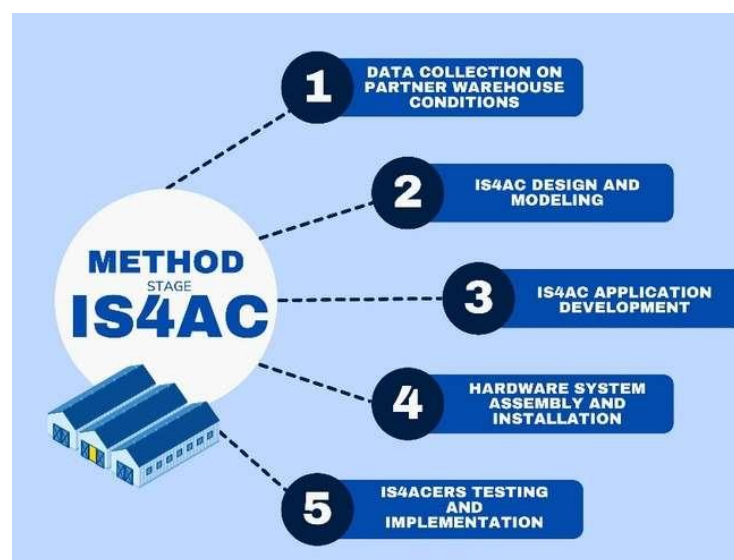 METHOD
STAGE
IS4AC
1
DATA COLLECTION ON
PARTNER WAREHOUSE
CONDITIONS
2
IS4AC DESIGN AND
MODELING
3
IS4AC APPLICATION
DEVELOPMENT
4
HARDWARE SYSTEM
ASSEMBLY AND
INSTALLATION
5
IS4ACERS TESTING
AND
IMPLEMENTATION